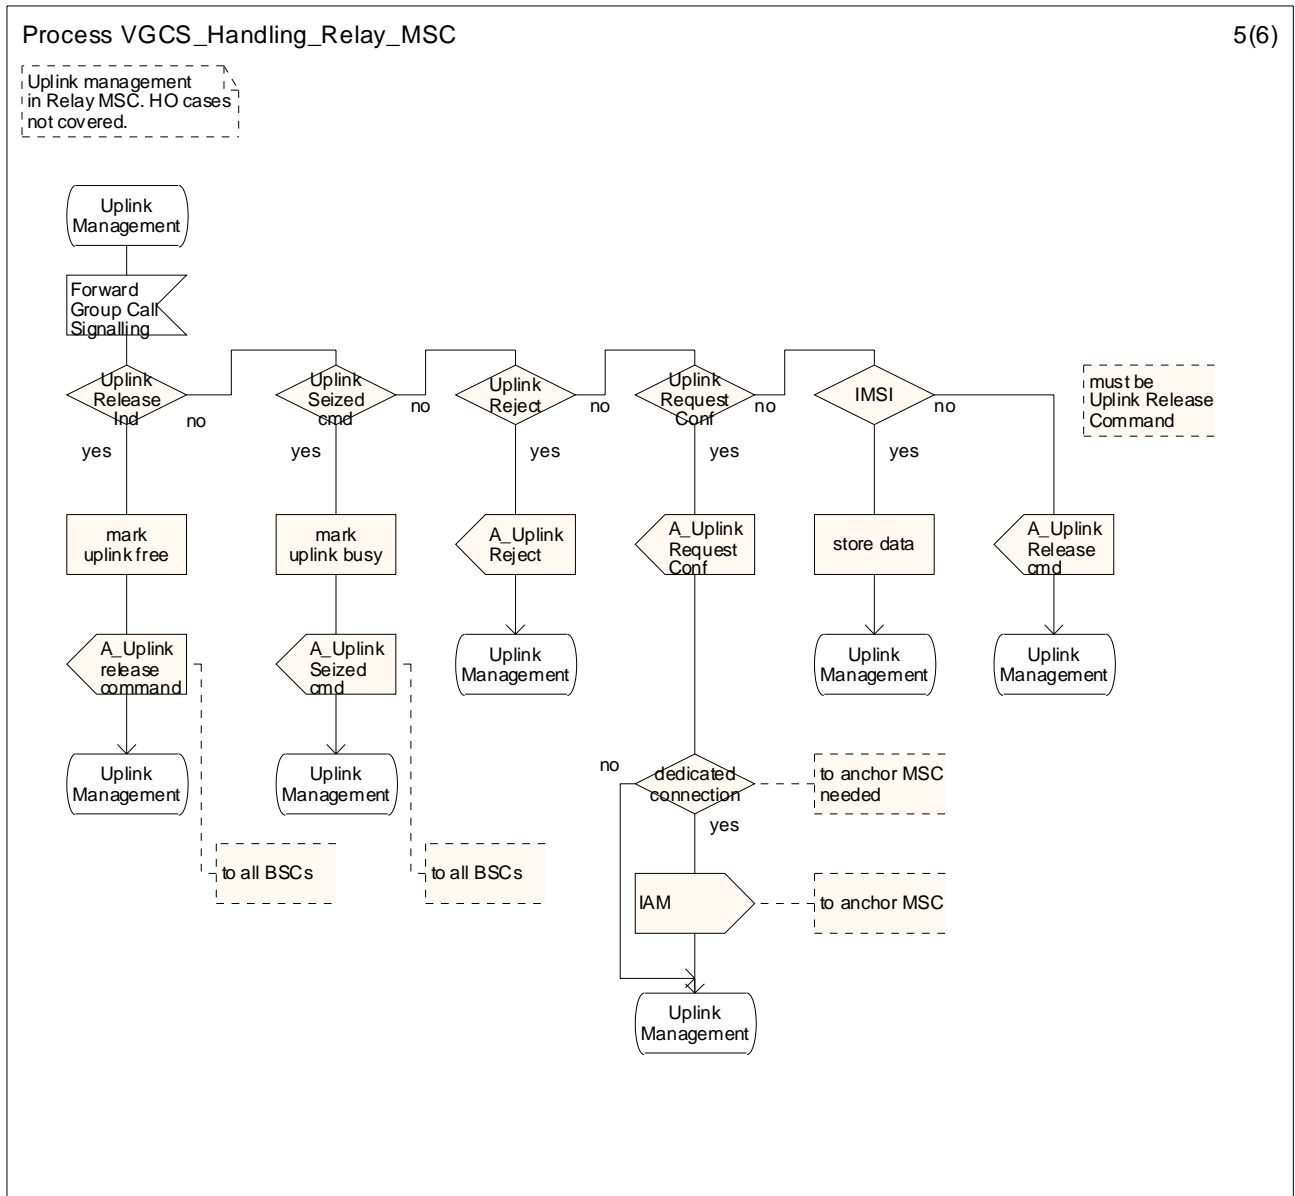 Process VGCS_Handling_Relay_MSC
5(6)
Uplink management
in Relay MSC. HO cases
not covered.
Uplink
Management
Forward
Group Call
Signalling
Uplink
Release
Ind
no
yes
Uplink
Seized
cmd
no
yes
Uplink
Reject
no
yes
Uplink
Request
Conf
no
yes
IMSI
no
yes
must be
Uplink Release
Command
mark
uplink free
mark
uplink busy
A_Uplink
Reject
A_Uplink
Request
Conf
store data
A_Uplink
Release
cmd
A_Uplink
release
command
A_Uplink
Seized
cmd
Uplink
Management
Uplink
Management
Uplink
Management
Uplink
Management
Uplink
Management
no
dedicated
connection
yes
to anchor MSC
needed
to all BSCs
to all BSCs
IAM
to anchor MSC
Uplink
Management